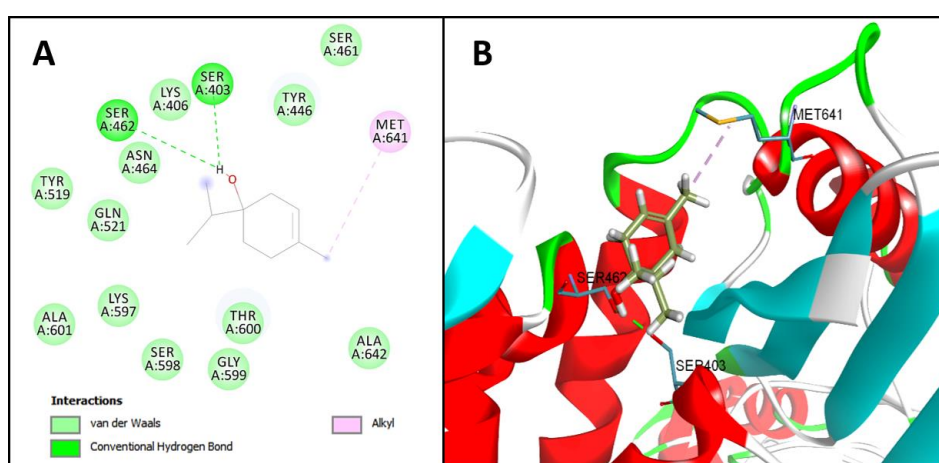 A
SER
A:461
SER
A:403
LYS
A:406
TYR
A:446
SER
A:462
MET
A:641
ASN
A:464
H
O
TYR
A:519
GLN
A:521
LYS
A:597
ALA
A:601
THR
A:600
ALA
A:642
SER
A:598
GLY
A:599
Interactions
van der Waals
Conventional Hydrogen Bond
Alkyl
B
MET641
SER462
SER403